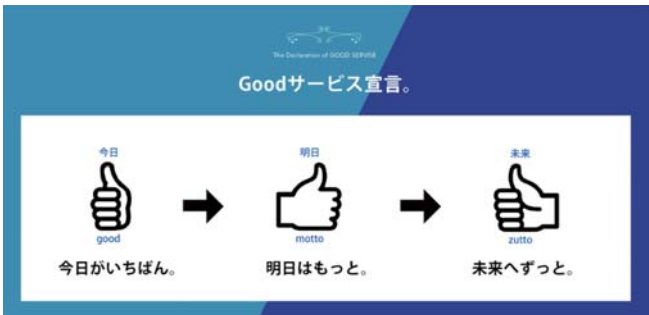 The Declaration of GOOD SERVISE
Goodサービス宣言。
今日
明日
未来
good
motto
zutto
今日がいちばん。
明日はもっと。
未来へずっと。